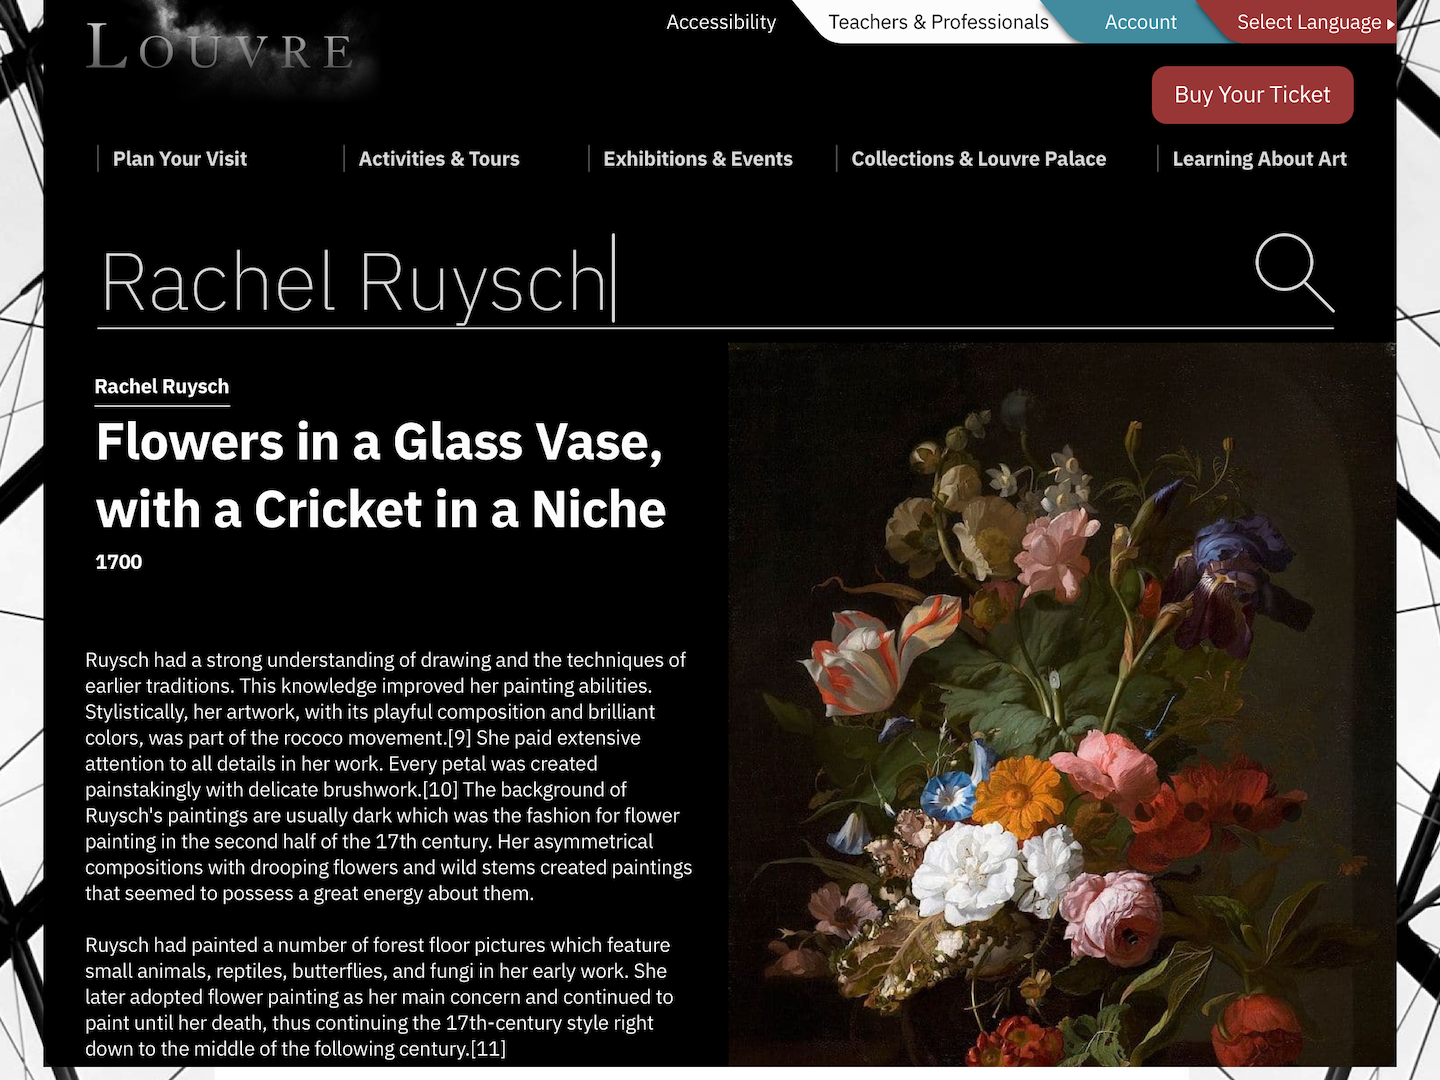 LOUVRE
Accessibility
Teachers & Professionals
Account
Select Language
Buy Your Ticket
Plan Your Visit
Activities & Tours
Exhibitions & Events
Collections & Louvre Palace
Learning About Art
Rachel Ruysch
Rachel Ruysch
Flowers in a Glass Vase,
with a Cricket in a Niche
1700
Ruysch had a strong understanding of drawing and the techniques of
earlier traditions. This knowledge improved her painting abilities.
Stylistically, her artwork, with its playful composition and brilliant
colors, was part of the rococo movement.[9] She paid extensive
attention to all details in her work. Every petal was created
painstakingly with delicate brushwork.[10] The background of
Ruysch's paintings are usually dark which was the fashion for flower
painting in the second half of the 17th century. Her asymmetrical
compositions with drooping flowers and wild stems created paintings
that seemed to possess a great energy about them.
Ruysch had painted a number of forest floor pictures which feature
small animals, reptiles, butterflies, and fungi in her early work. She
later adopted flower painting as her main concern and continued to
paint until her death, thus continuing the 17th-century style right
down to the middle of the following century.[11]